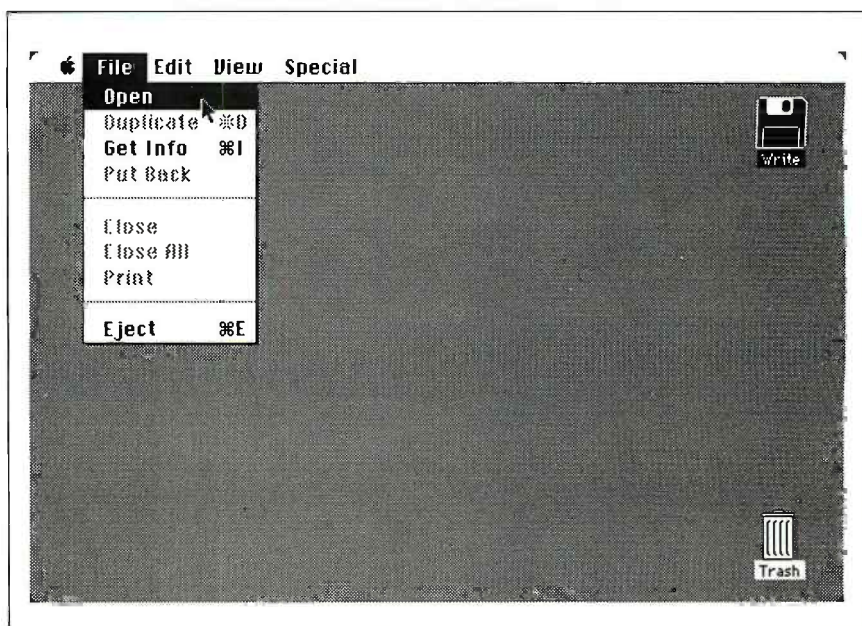 File Edit View Special
Open
Duplicate ⌘D
Get Info ⌘I
Put Back
Close
Close All
Print
Eject ⌘E
Write
Trash